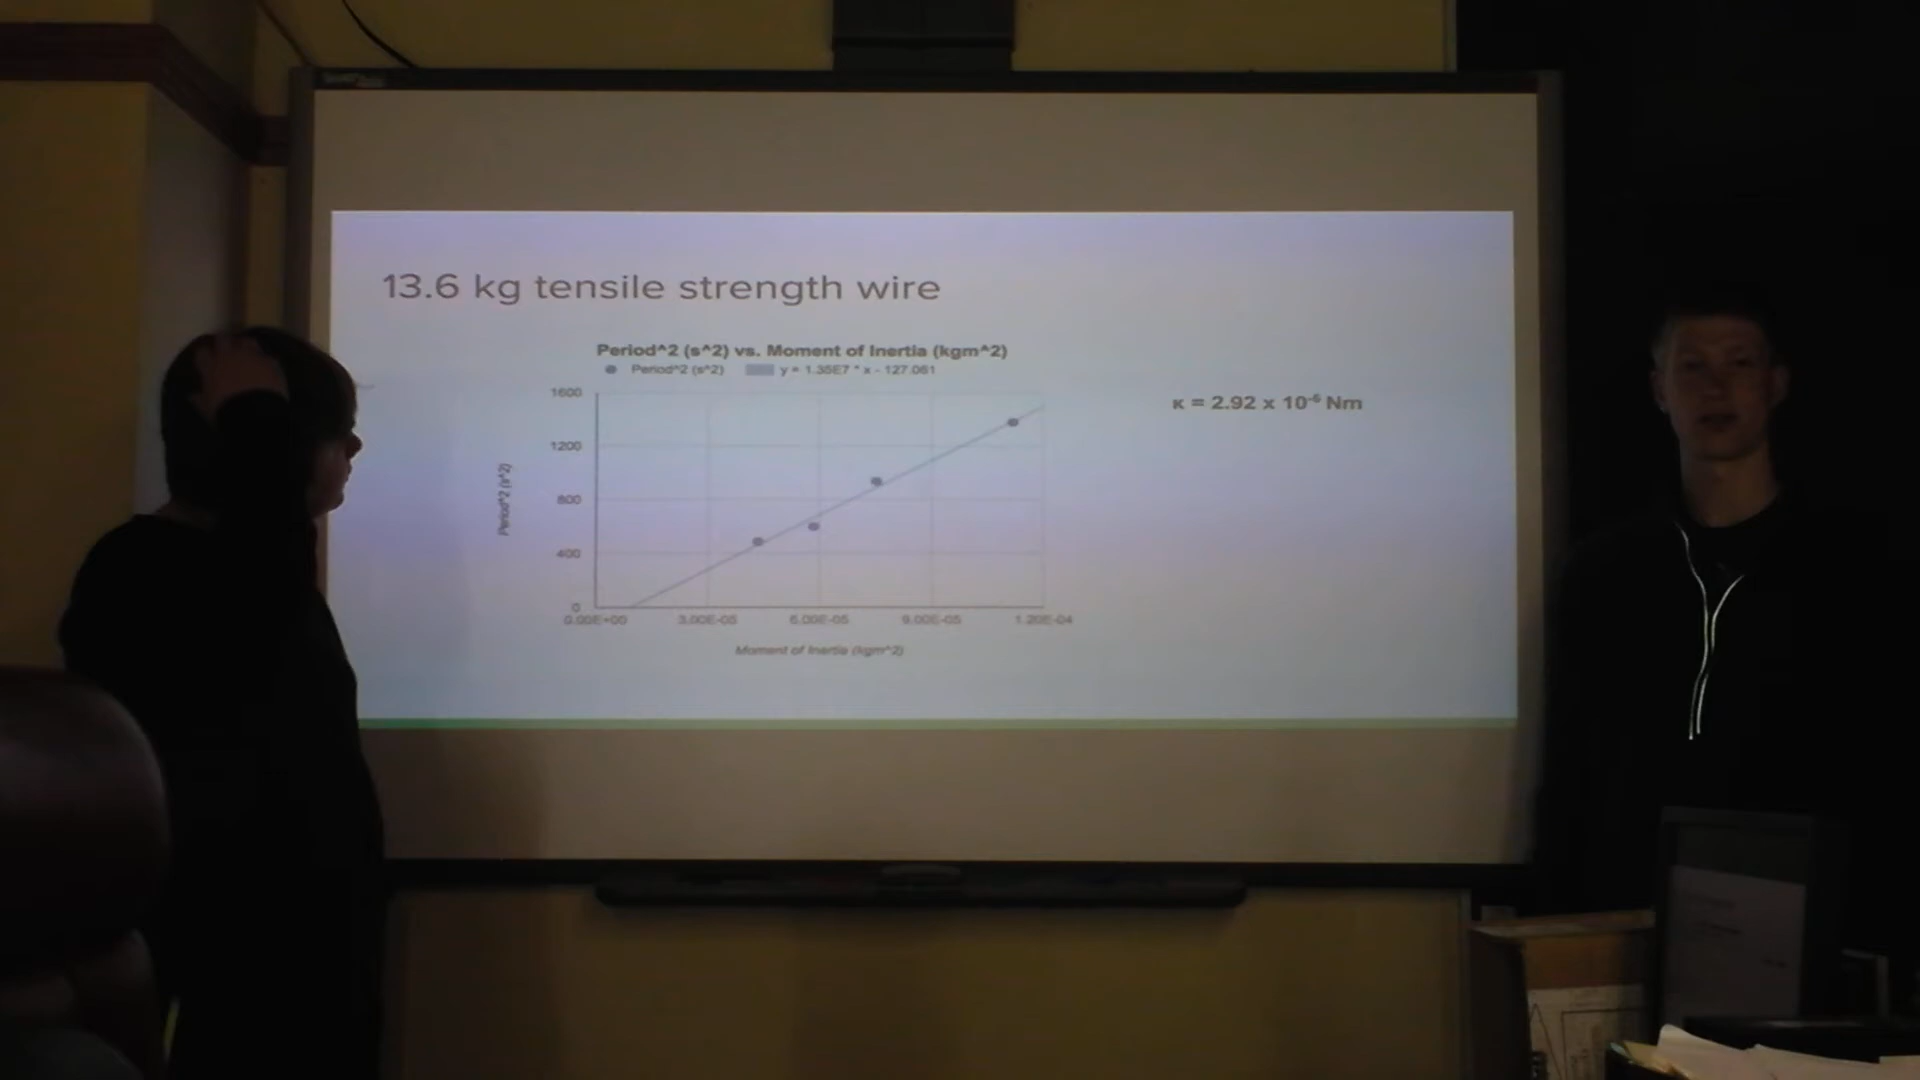 13.6 kg tensile strength wire
Period^2 (s^2) vs. Moment of Inertia (kgm^2)
Period^2 (s^2) y = 1.35E7 * x - 127.061
κ = 2.92 x 10⁻⁶ Nm
1600
1200
800
400
0
Period^2 (s^2)
0.00E+00 3.00E-05 6.00E-05 9.00E-05 1.20E-04
Moment of Inertia (kgm^2)